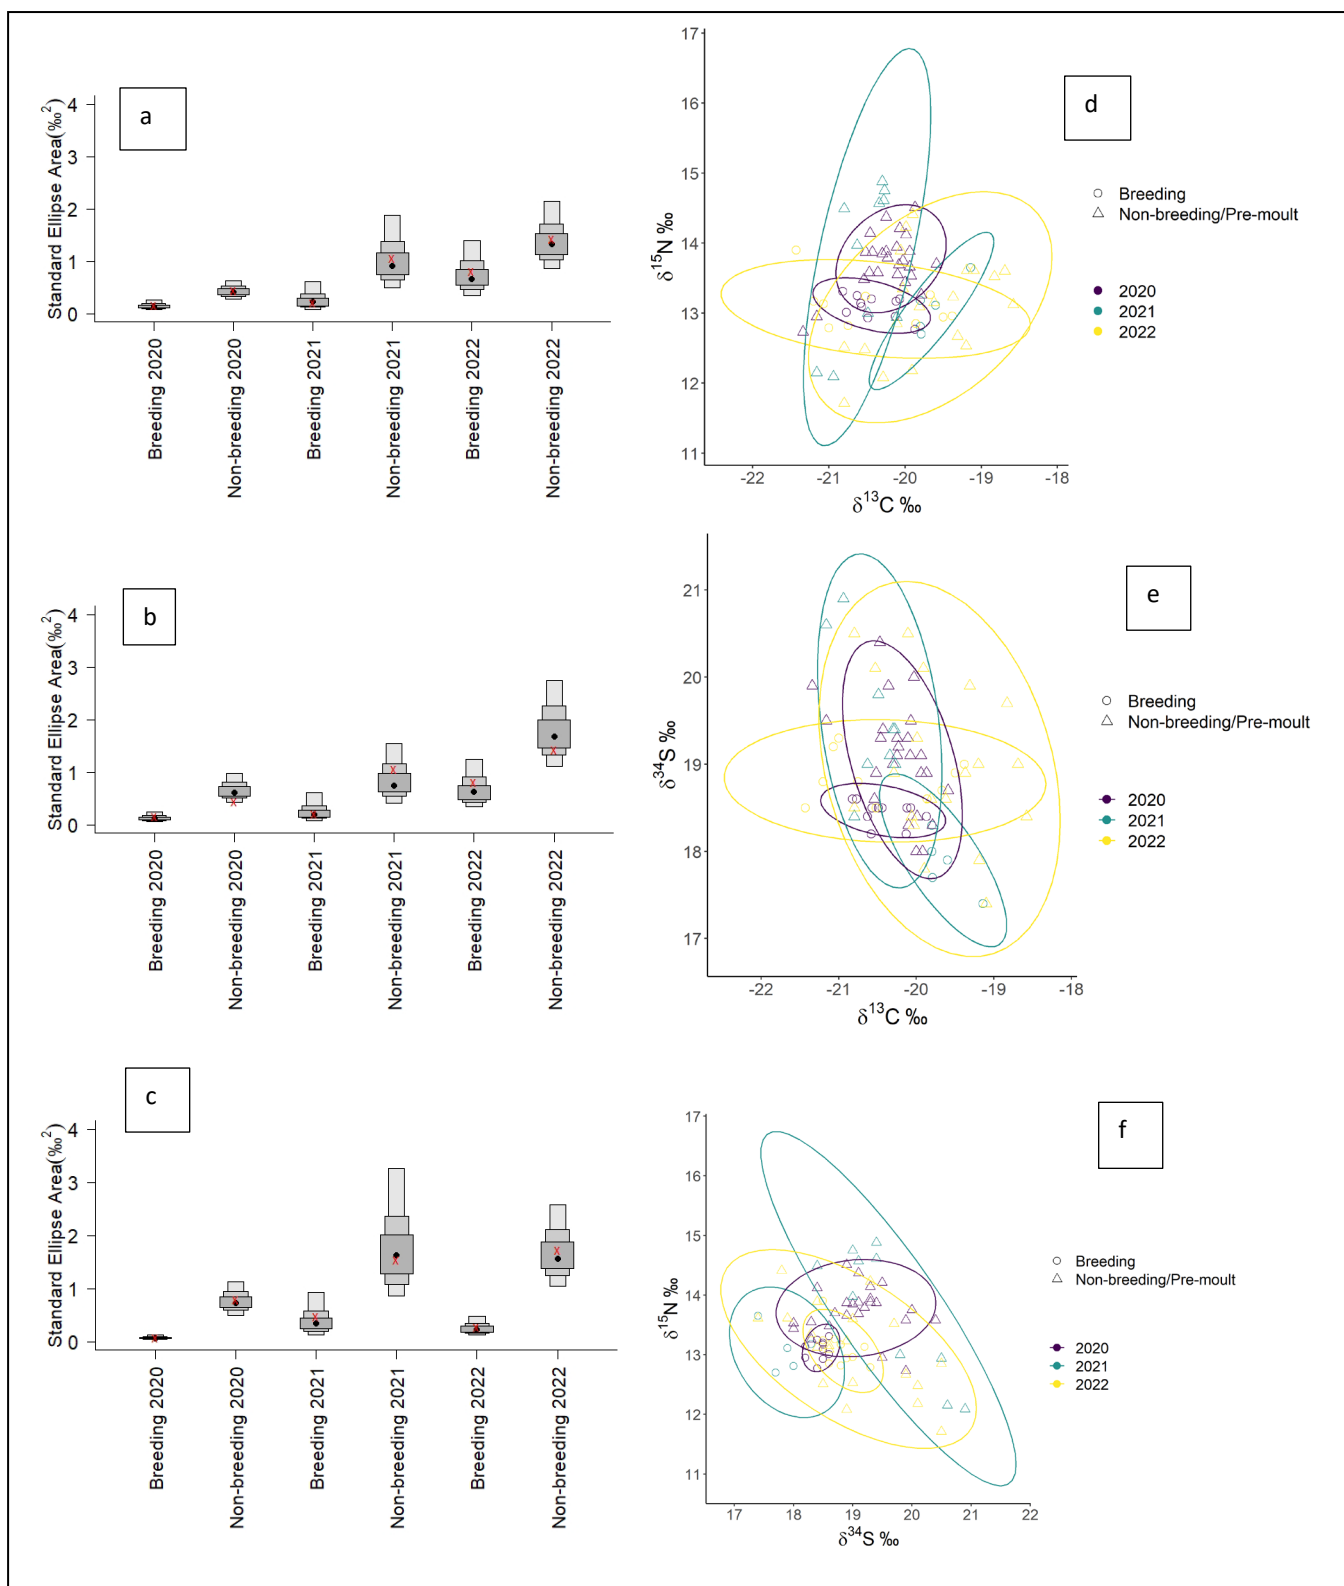 a
Standard Ellipse Area(‰²)
4
3
2
1
0
Breeding 2020
Non-breeding 2020
Breeding 2021
Non-breeding 2021
Breeding 2022
Non-breeding 2022
d
δ¹⁵N ‰
17
16
15
14
13
12
11
-22 -21 -20 -19 -18
δ¹³C ‰
Breeding
Non-breeding/Pre-moult
2020
2021
2022
b
Standard Ellipse Area(‰²)
4
3
2
1
0
Breeding 2020
Non-breeding 2020
Breeding 2021
Non-breeding 2021
Breeding 2022
Non-breeding 2022
e
δ³⁴S ‰
21
20
19
18
17
-22 -21 -20 -19 -18
δ¹³C ‰
Breeding
Non-breeding/Pre-moult
2020
2021
2022
c
Standard Ellipse Area(‰²)
4
3
2
1
0
Breeding 2020
Non-breeding 2020
Breeding 2021
Non-breeding 2021
Breeding 2022
Non-breeding 2022
f
δ¹⁵N ‰
17
16
15
14
13
12
11
17 18 19 20 21 22
δ³⁴S ‰
Breeding
Non-breeding/Pre-moult
2020
2021
2022